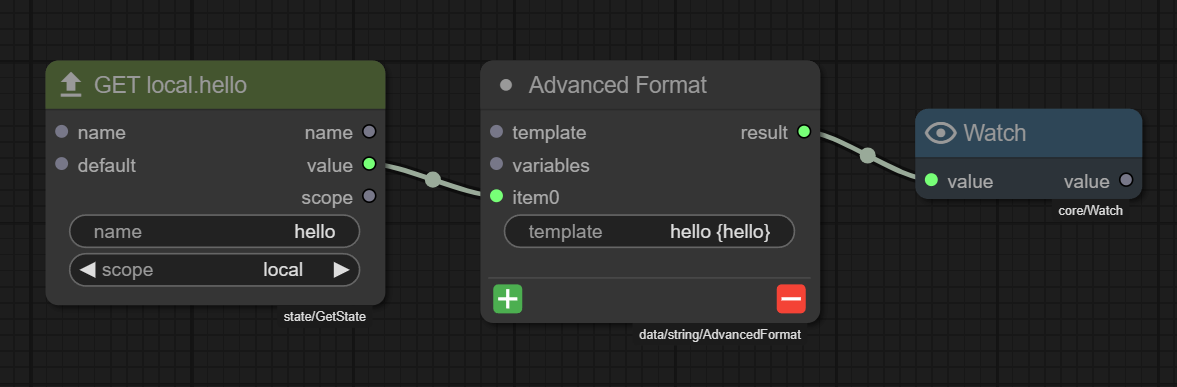 GET local.hello
name name
default value
scope
name hello
scope local
state/GetState
Advanced Format
template result
variables
item0
template hello {hello}
data/string/AdvancedFormat
Watch
value value
core/Watch